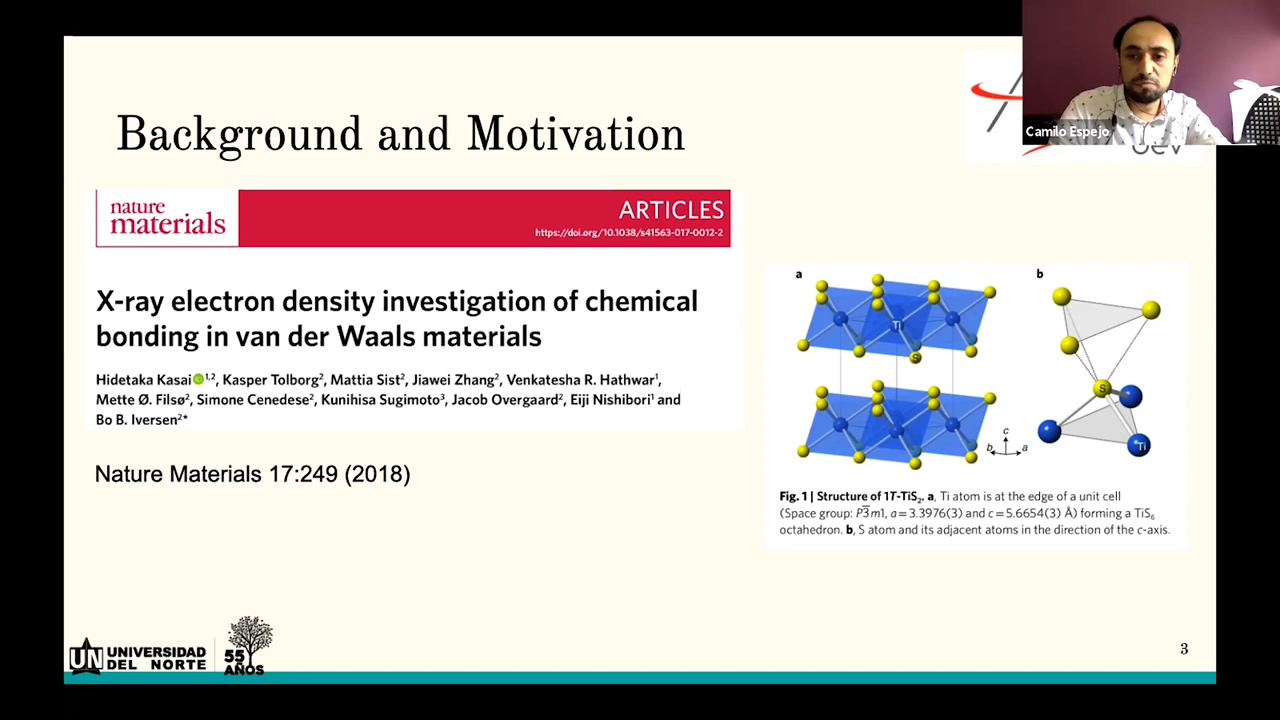 Camilo Espejo
Background and Motivation
nature
materials
ARTICLES
https://doi.org/10.1038/s41563-017-0012-2
X-ray electron density investigation of chemical
bonding in van der Waals materials
Hidetaka Kasai 1,2, Kasper Tolborg2, Mattia Sist2, Jiawei Zhang2, Venkatesha R. Hathwar1,
Mette Ø. Filsø2, Simone Cenedese2, Kunihisa Sugimoto3, Jacob Overgaard2, Eiji Nishibori1 and
Bo B. Iversen2*
Nature Materials 17:249 (2018)
a
Ti
S
c
b
a
b
S
Ti
Fig. 1 | Structure of 1T-TiS2. a, Ti atom is at the edge of a unit cell
(Space group: P3̅m1, a = 3.3976(3) and c = 5.6654(3) Å) forming a TiS6
octahedron. b, S atom and its adjacent atoms in the direction of the c-axis.
UN UNIVERSIDAD
DEL NORTE
55
AÑOS
3